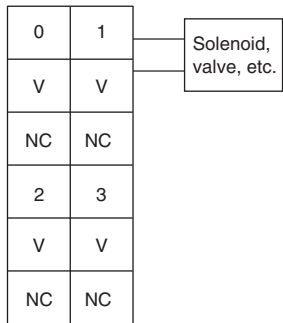 0 1
Solenoid,
valve, etc.
V V
NC NC
2 3
V V
NC NC